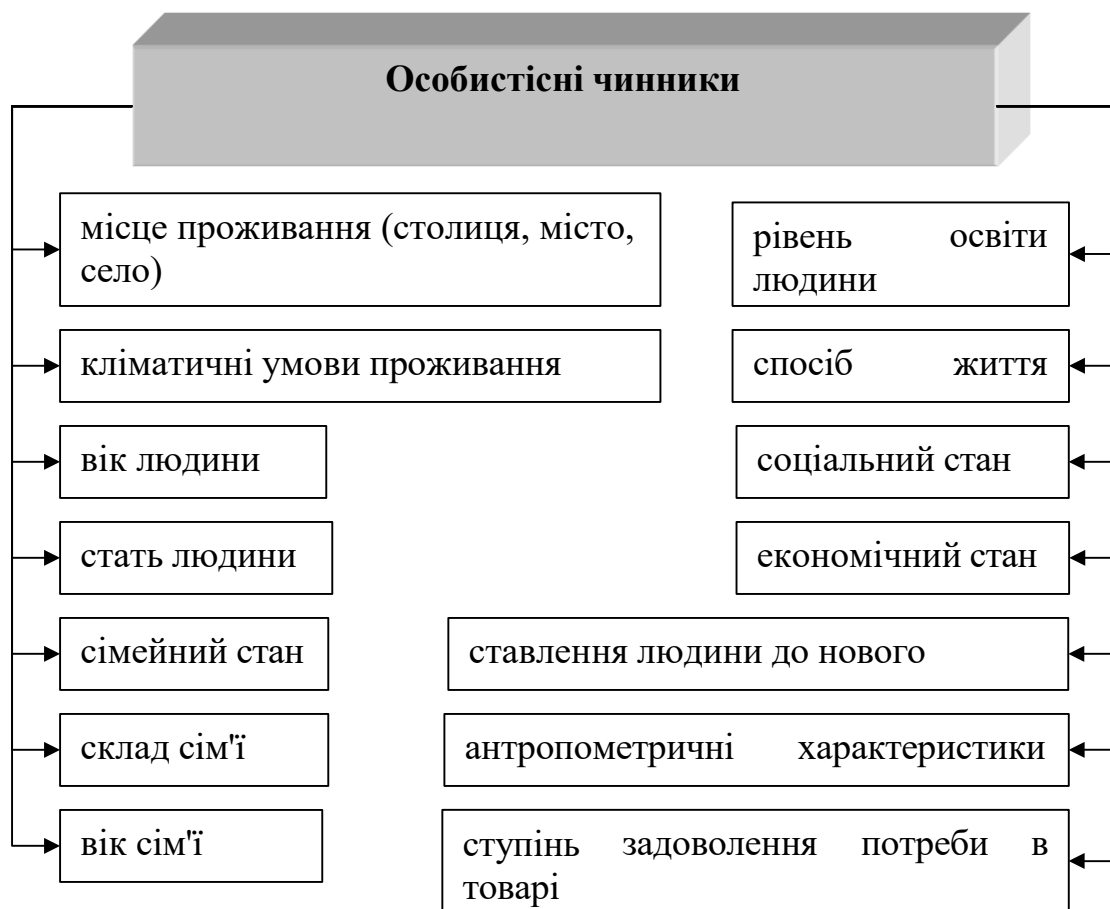 Особистісні чинники
місце проживання (столиця, місто,
село)
кліматичні умови проживання
вік людини
стать людини
сімейний стан
склад сім'ї
вік сім'ї
рівень освіти
людини
спосіб життя
соціальний стан
економічний стан
ставлення людини до нового
антропометричні характеристики
ступінь задоволення потреби в
товарі